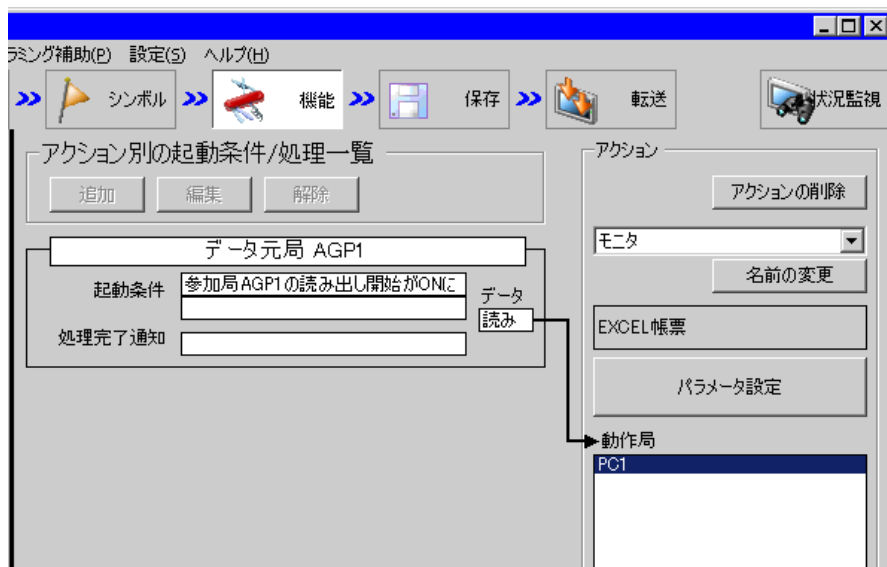 ラミング補助(P) 設定(S) ヘルプ(H)
シンボル 機能 保存 転送 状況監視
アクション別の起動条件/処理一覧
追加 編集 解除
データ元局 AGP1
起動条件 参加局AGP1の読み出し開始がONに
データ
読み
処理完了通知
アクション
アクションの削除
モニタ
名前の変更
EXCEL帳票
パラメータ設定
動作局
PC1